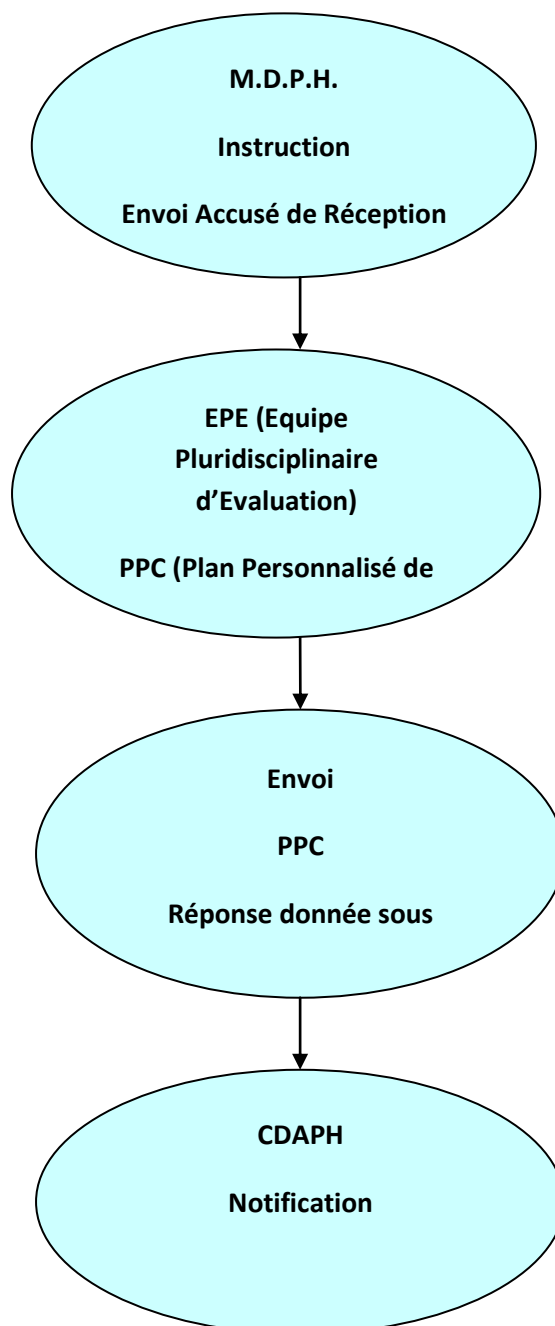 M.D.P.H.
Instruction
Envoi Accusé de Réception
EPE (Equipe
Pluridisciplinaire
d’Evaluation)
PPC (Plan Personnalisé de
Envoi
PPC
Réponse donnée sous
CDAPH
Notification